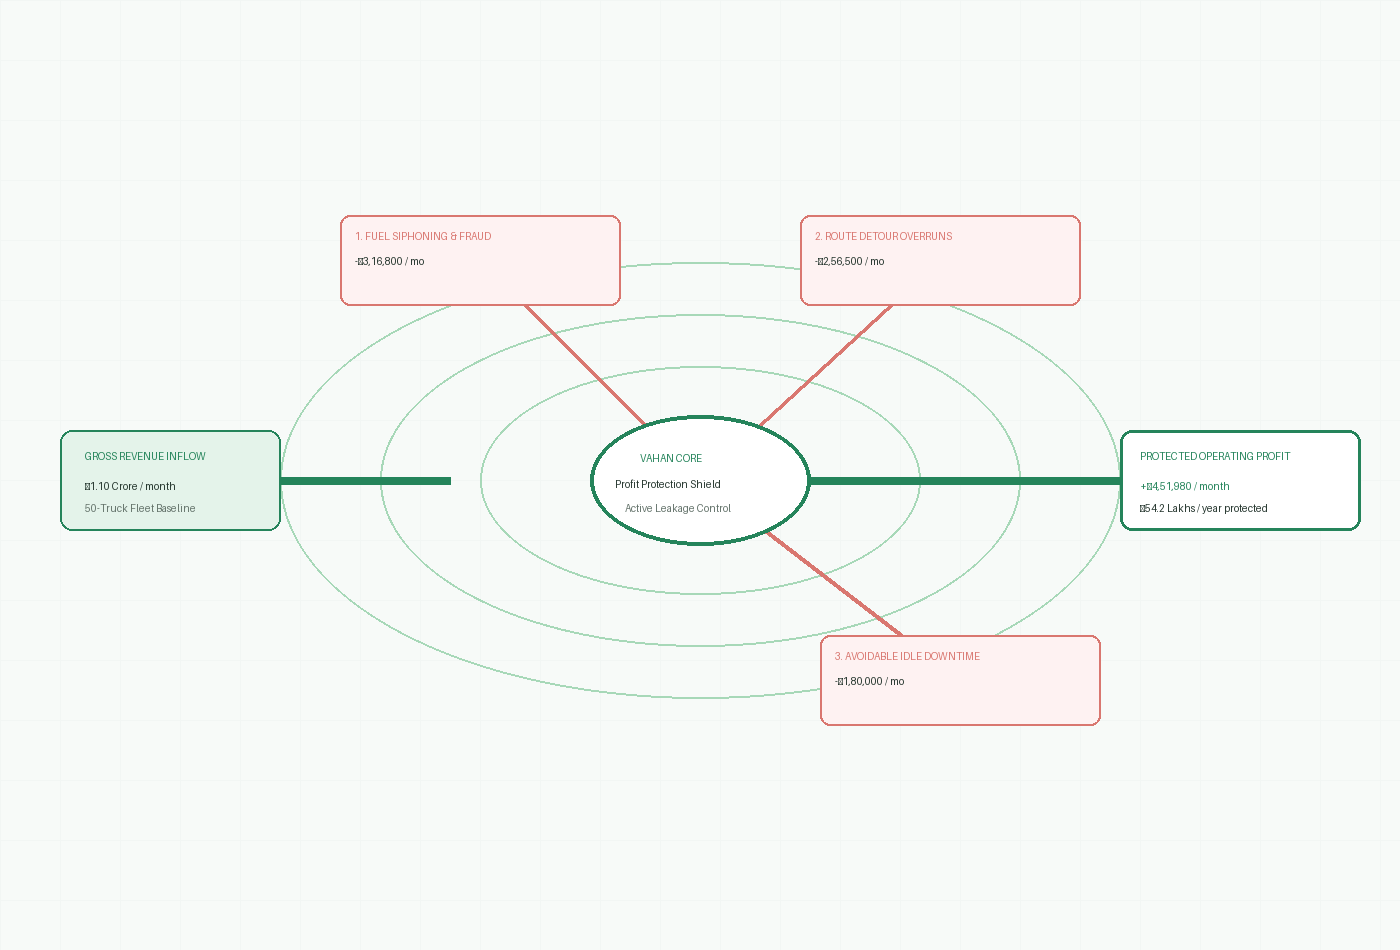 1. FUEL SIPHONING & FRAUD
-□3,16,800 / mo
2. ROUTE DETOUR OVERRUNS
-□2,56,500 / mo
GROSS REVENUE INFLOW
□1.10 Crore / month
50-Truck Fleet Baseline
VAHAN CORE
Profit Protection Shield
Active Leakage Control
PROTECTED OPERATING PROFIT
+□4,51,980 / month
□54.2 Lakhs / year protected
3. AVOIDABLE IDLE DOWNTIME
-□1,80,000 / mo